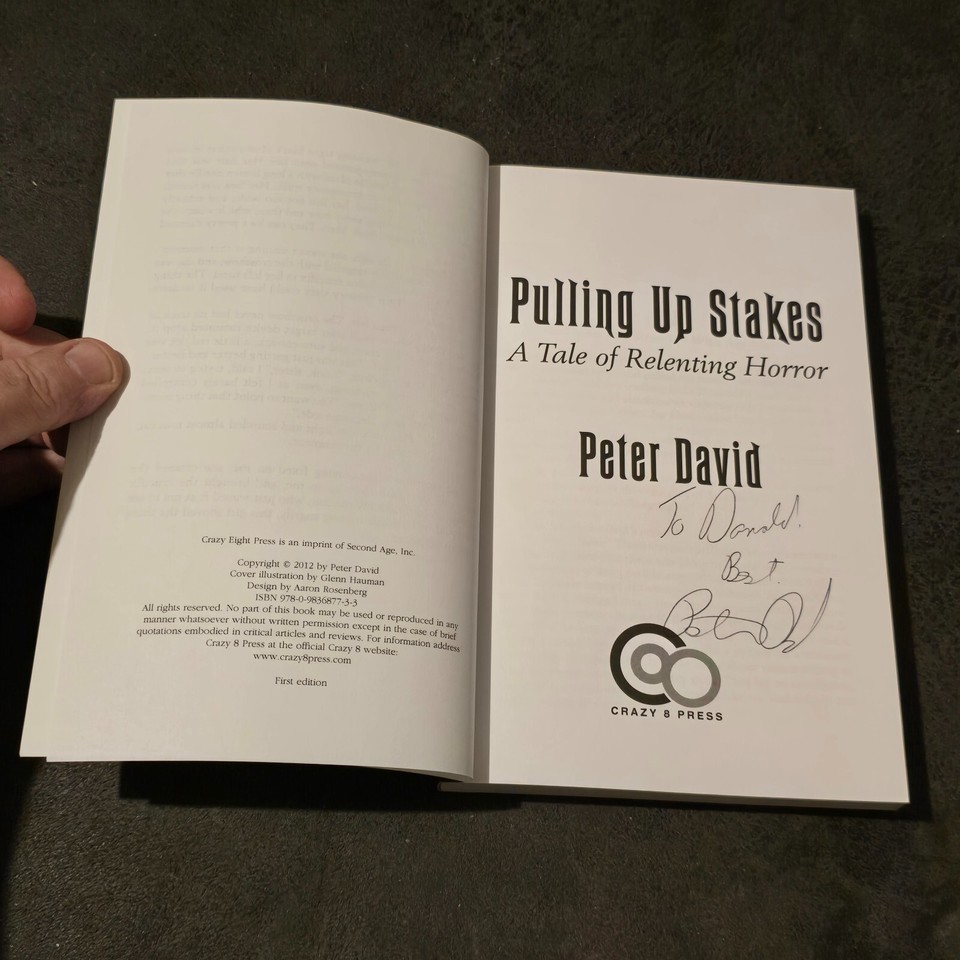 Crazy Eight Press is an imprint of Second Age, Inc.
Copyright © 2012 by Peter David
Cover illustration by Glenn Hauman
Design by Aaron Rosenberg
ISBN 978-0-9836877-3-3
All rights reserved. No part of this book may be used or reproduced in any
manner whatsoever without written permission except in the case of brief
quotations embodied in critical articles and reviews. For information address
Crazy 8 Press at the official Crazy 8 website:
www.crazy8press.com
First edition
Pulling Up Stakes
A Tale of Relenting Horror
Peter David
To Donald!
Best.
Peter David
CRAZY 8 PRESS